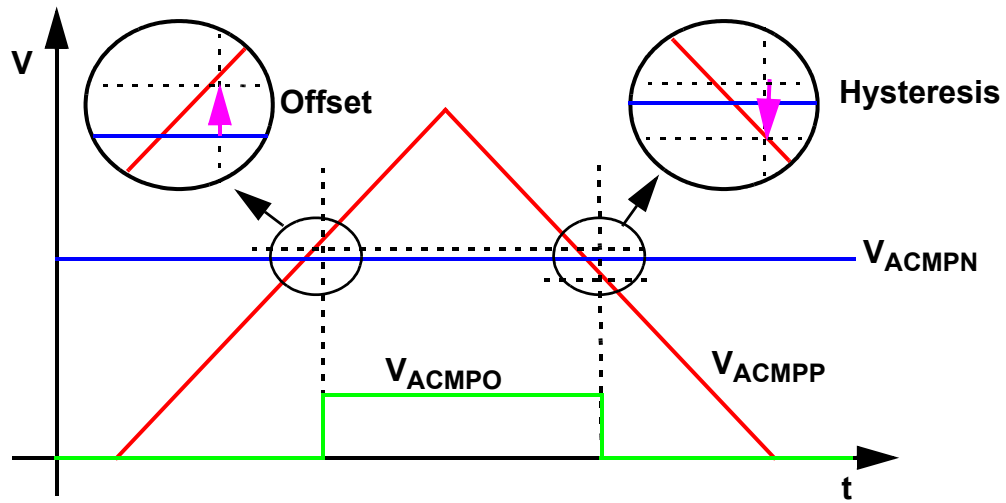 V
Offset
Hysteresis
VACMPN
VACMPO
VACMPP
t